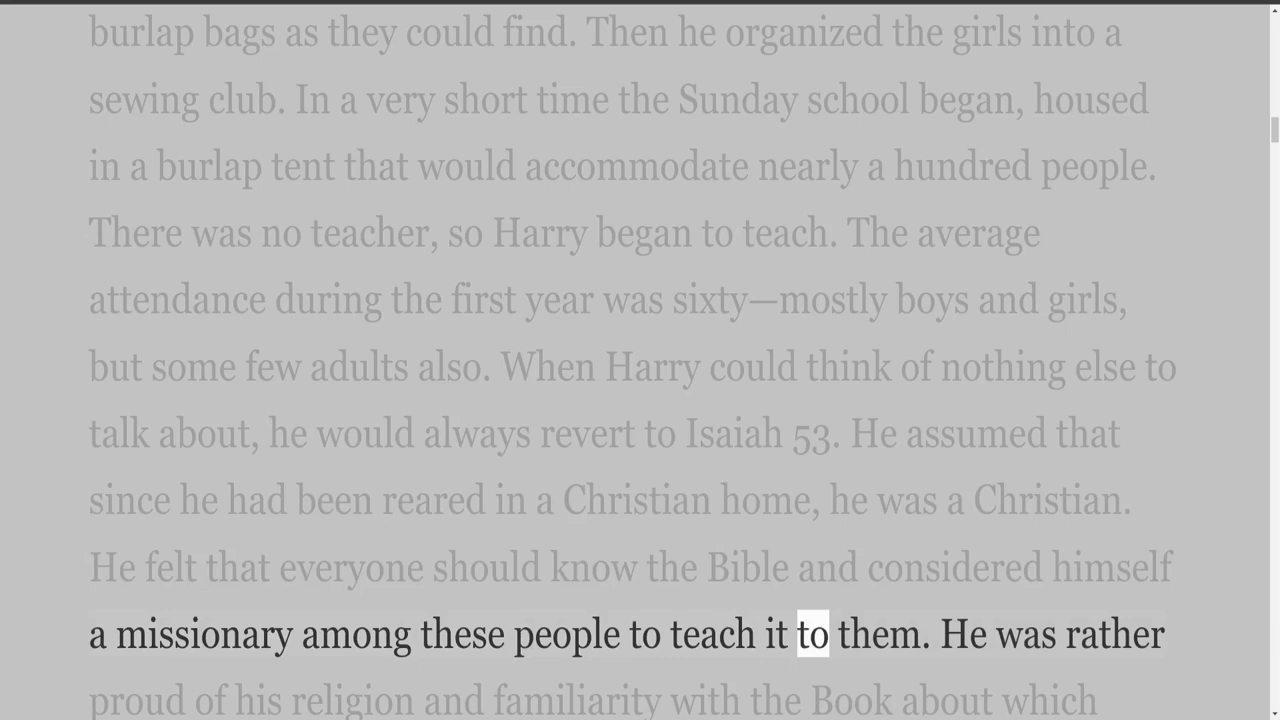 burlap bags as they could find. Then he organized the girls into a
sewing club. In a very short time the Sunday school began, housed
in a burlap tent that would accommodate nearly a hundred people.
There was no teacher, so Harry began to teach. The average
attendance during the first year was sixty—mostly boys and girls,
but some few adults also. When Harry could think of nothing else to
talk about, he would always revert to Isaiah 53. He assumed that
since he had been reared in a Christian home, he was a Christian.
He felt that everyone should know the Bible and considered himself
a missionary among these people to teach it to them. He was rather
proud of his religion and familiarity with the Book about which